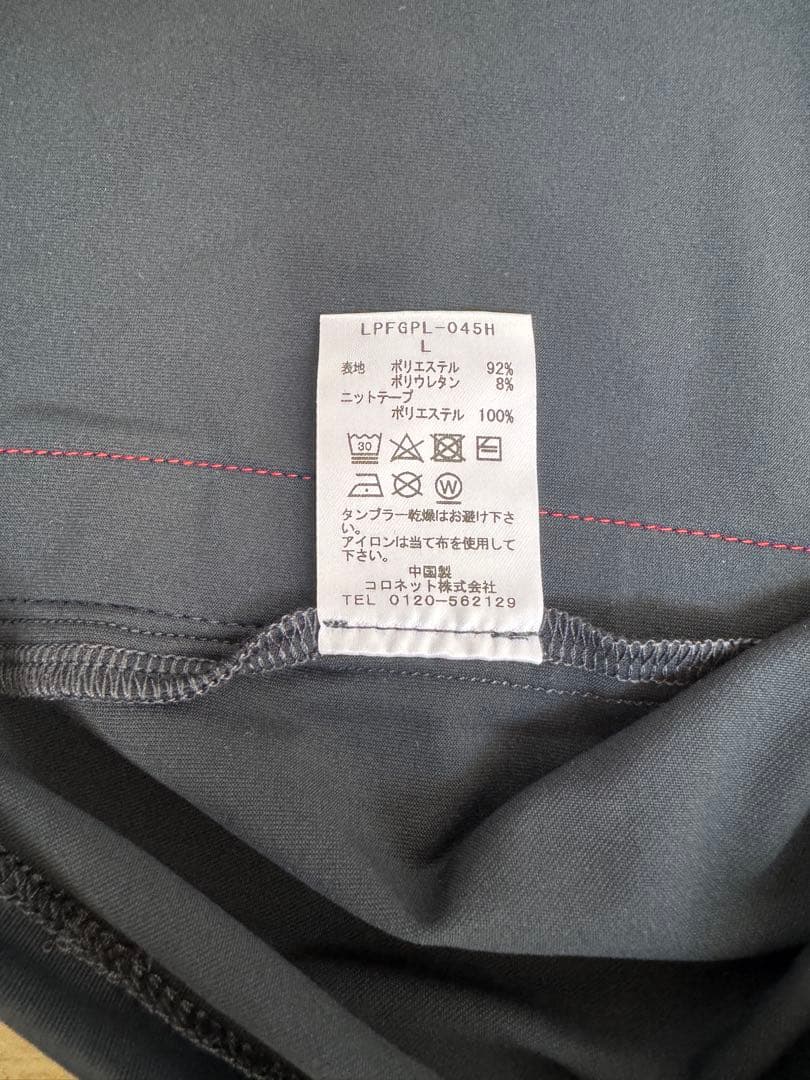 LPFGPL-045H
L
表地 ポリエステル 92%
ポリウレタン 8%
ニットテープ
ポリエステル 100%
30
W
タンブラー乾燥はお避け下さ
い。
アイロンは当て布を使用して
下さい。
中国製
コロネット株式会社
TEL 0120-562129